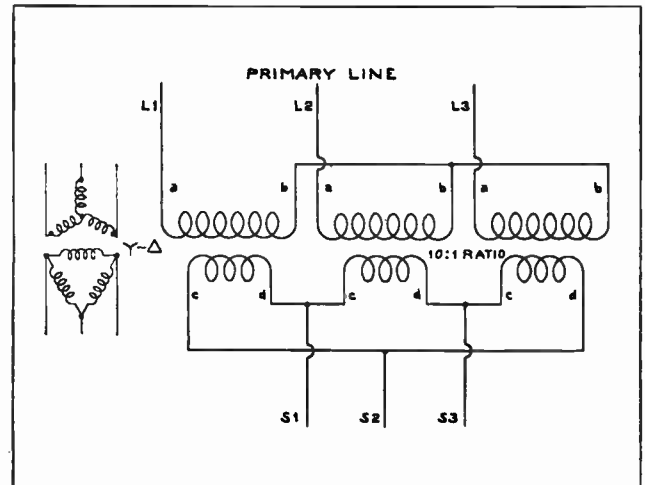 PRIMARY LINE
L1 L2 L3
a b a b a b
Y~Δ
10:1 RATIO
c d c d c d
S1 S2 S3